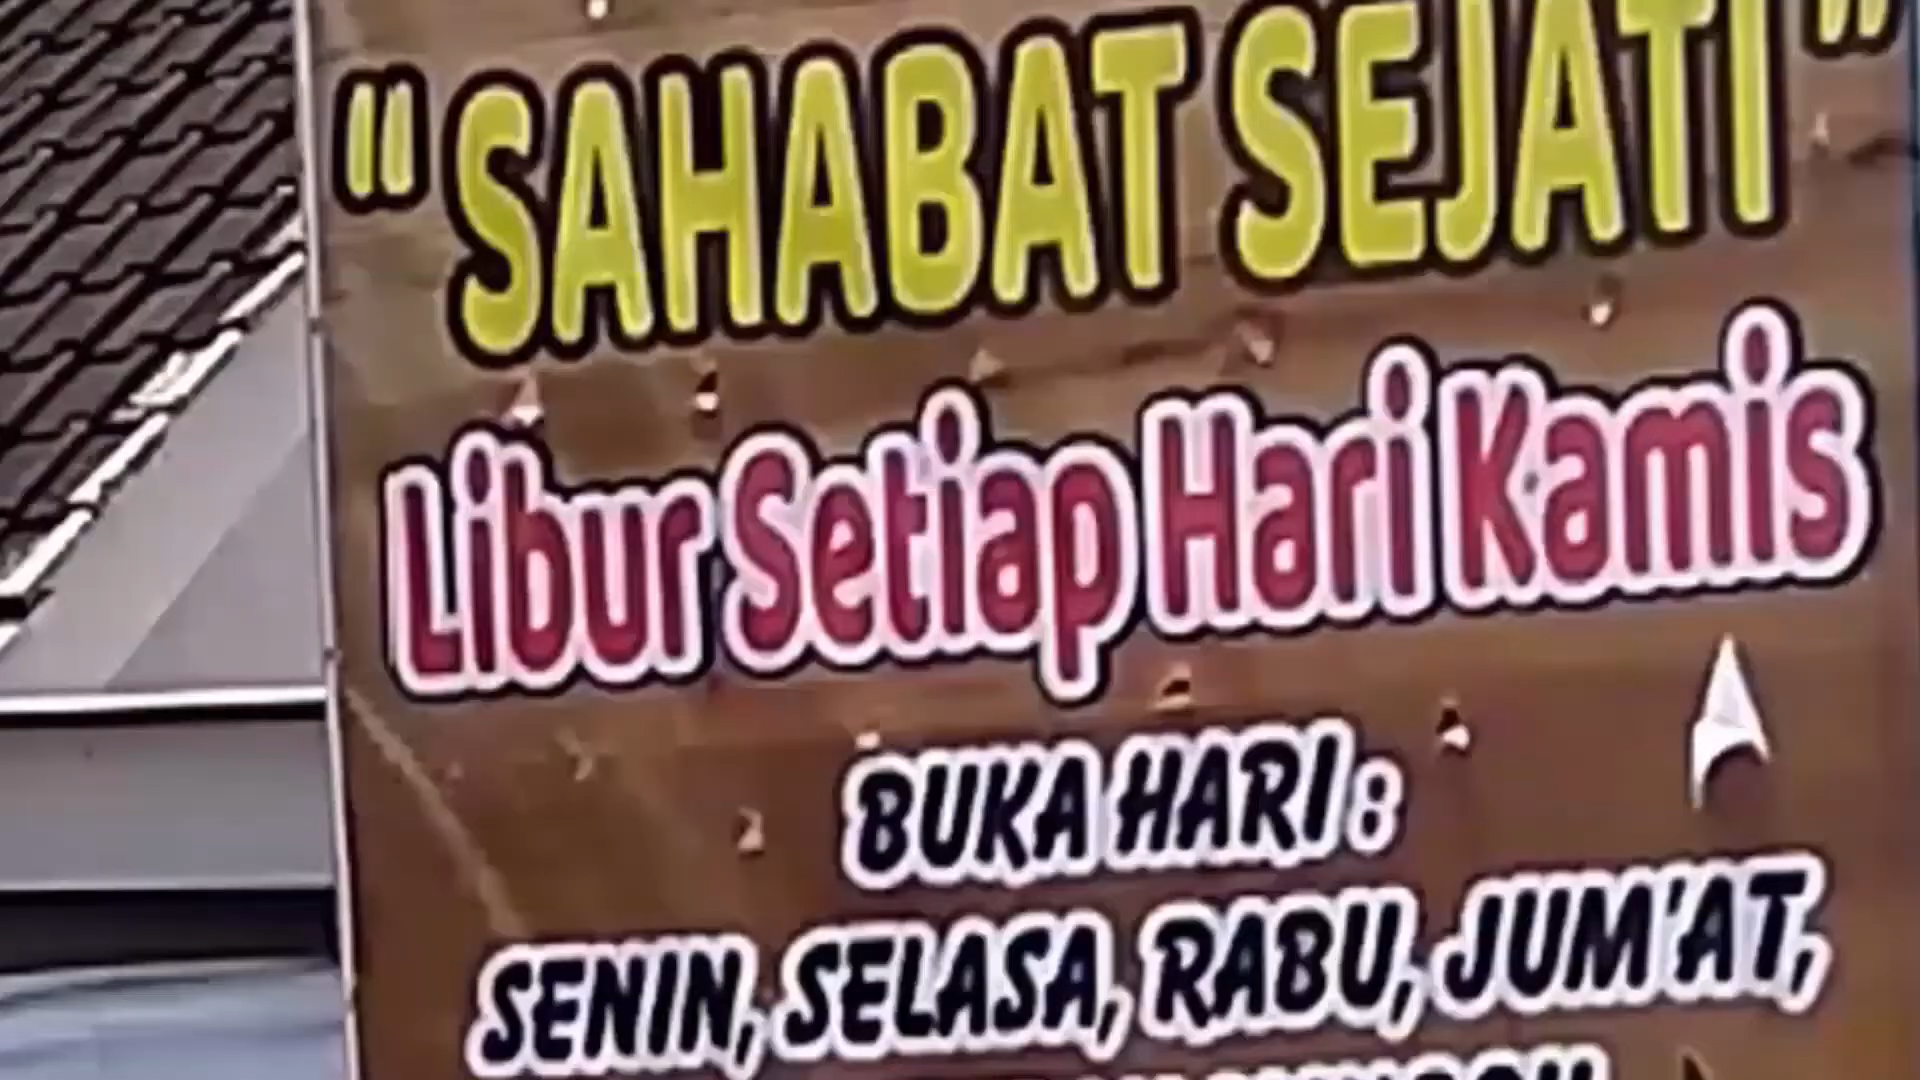 "SAHABAT SEJATI"
Libur Setiap Hari Kamis
BUKA HARI :
SENIN, SELASA, RABU, JUM'AT,